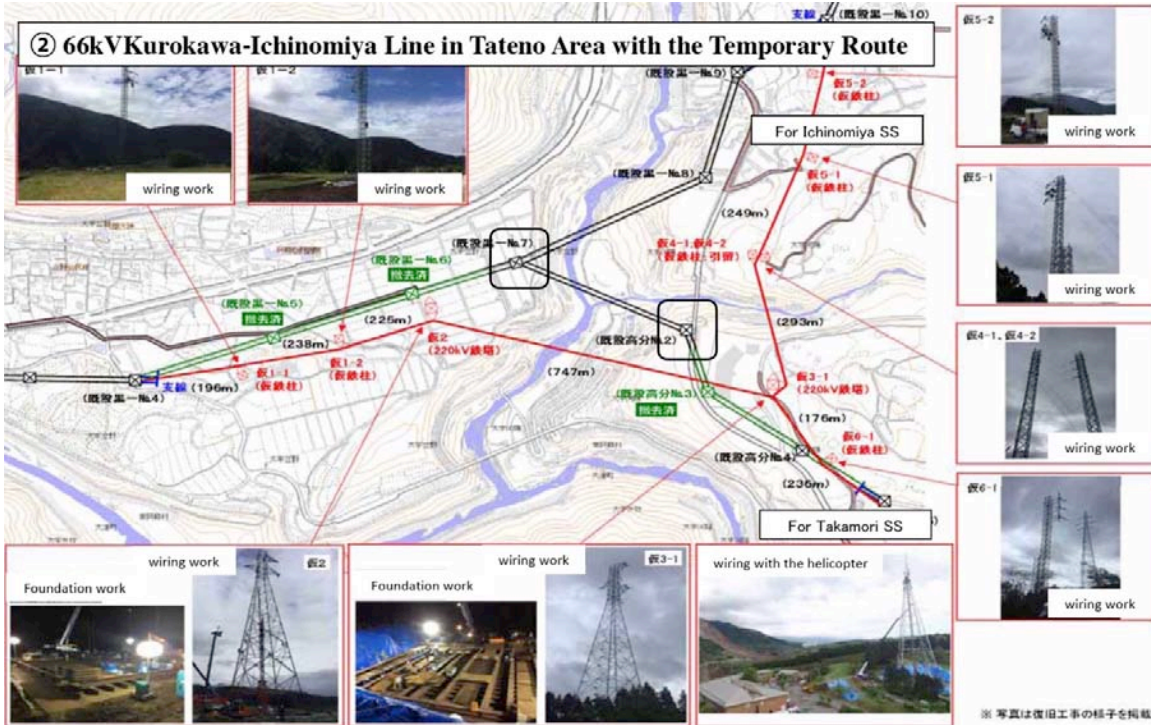 ② 66kVKurokawa-Ichinomiya Line in Tateno Area with the Temporary Route
支線
(既設黒一№10)
仮5-2
wiring work
仮1-1
wiring work
仮1-2
wiring work
(既設黒一№9)
仮5-2
(仮鉄柱)
For Ichinomiya SS
仮5-1
(仮鉄柱)
仮5-1
wiring work
(既設黒一№8)
(249m)
(既設黒一№7)
仮4-1,仮4-2
(仮鉄柱:引留)
(既設黒一№6)
撤去済
(既設黒一№5)
撤去済
(225m)
(238m)
(293m)
仮2
(220kV鉄塔)
仮1-2
(仮鉄柱)
仮1-1
(仮鉄柱)
支線
(196m)
(既設黒一№4)
(747m)
(既設高分№2)
(既設高分№3)
撤去済
仮3-1
(220kV鉄塔)
(176m)
仮6-1
(仮鉄柱)
(既設高分№4)
(236m)
For Takamori SS
仮4-1、仮4-2
wiring work
仮6-1
wiring work
wiring work
仮2
Foundation work
wiring work
仮3-1
Foundation work
wiring with the helicopter
※ 写真は復旧工事の様子を掲載